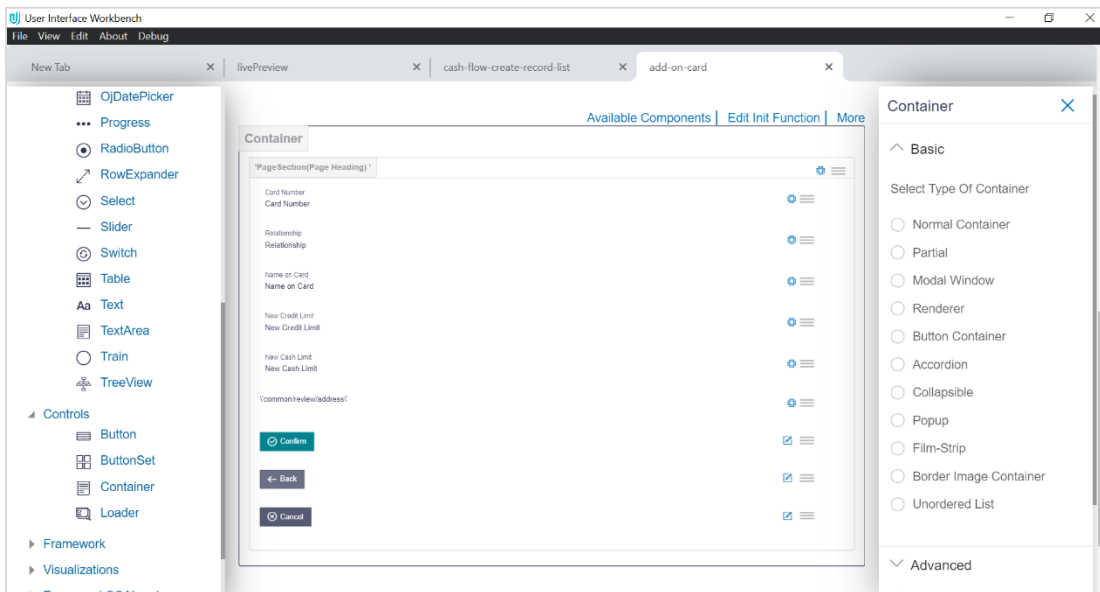 User Interface Workbench
File View Edit About Debug
New Tab
livePreview
cash-flow-create-record-list
add-on-card
OjDatePicker
Progress
RadioButton
RowExpander
Select
Slider
Switch
Table
Aa Text
TextArea
Train
TreeView
Controls
Button
ButtonSet
Container
Loader
Framework
Visualizations
Available Components | Edit Init Function | More
Container
'PageSection(Page Heading) '
Card Number
Card Number
Relationship
Relationship
Name on Card
Name on Card
New Credit Limit
New Credit Limit
New Cash Limit
New Cash Limit
\'common/review/address\'
Confirm
Back
Cancel
Container
Basic
Select Type Of Container
Normal Container
Partial
Modal Window
Renderer
Button Container
Accordion
Collapsible
Popup
Film-Strip
Border Image Container
Unordered List
Advanced